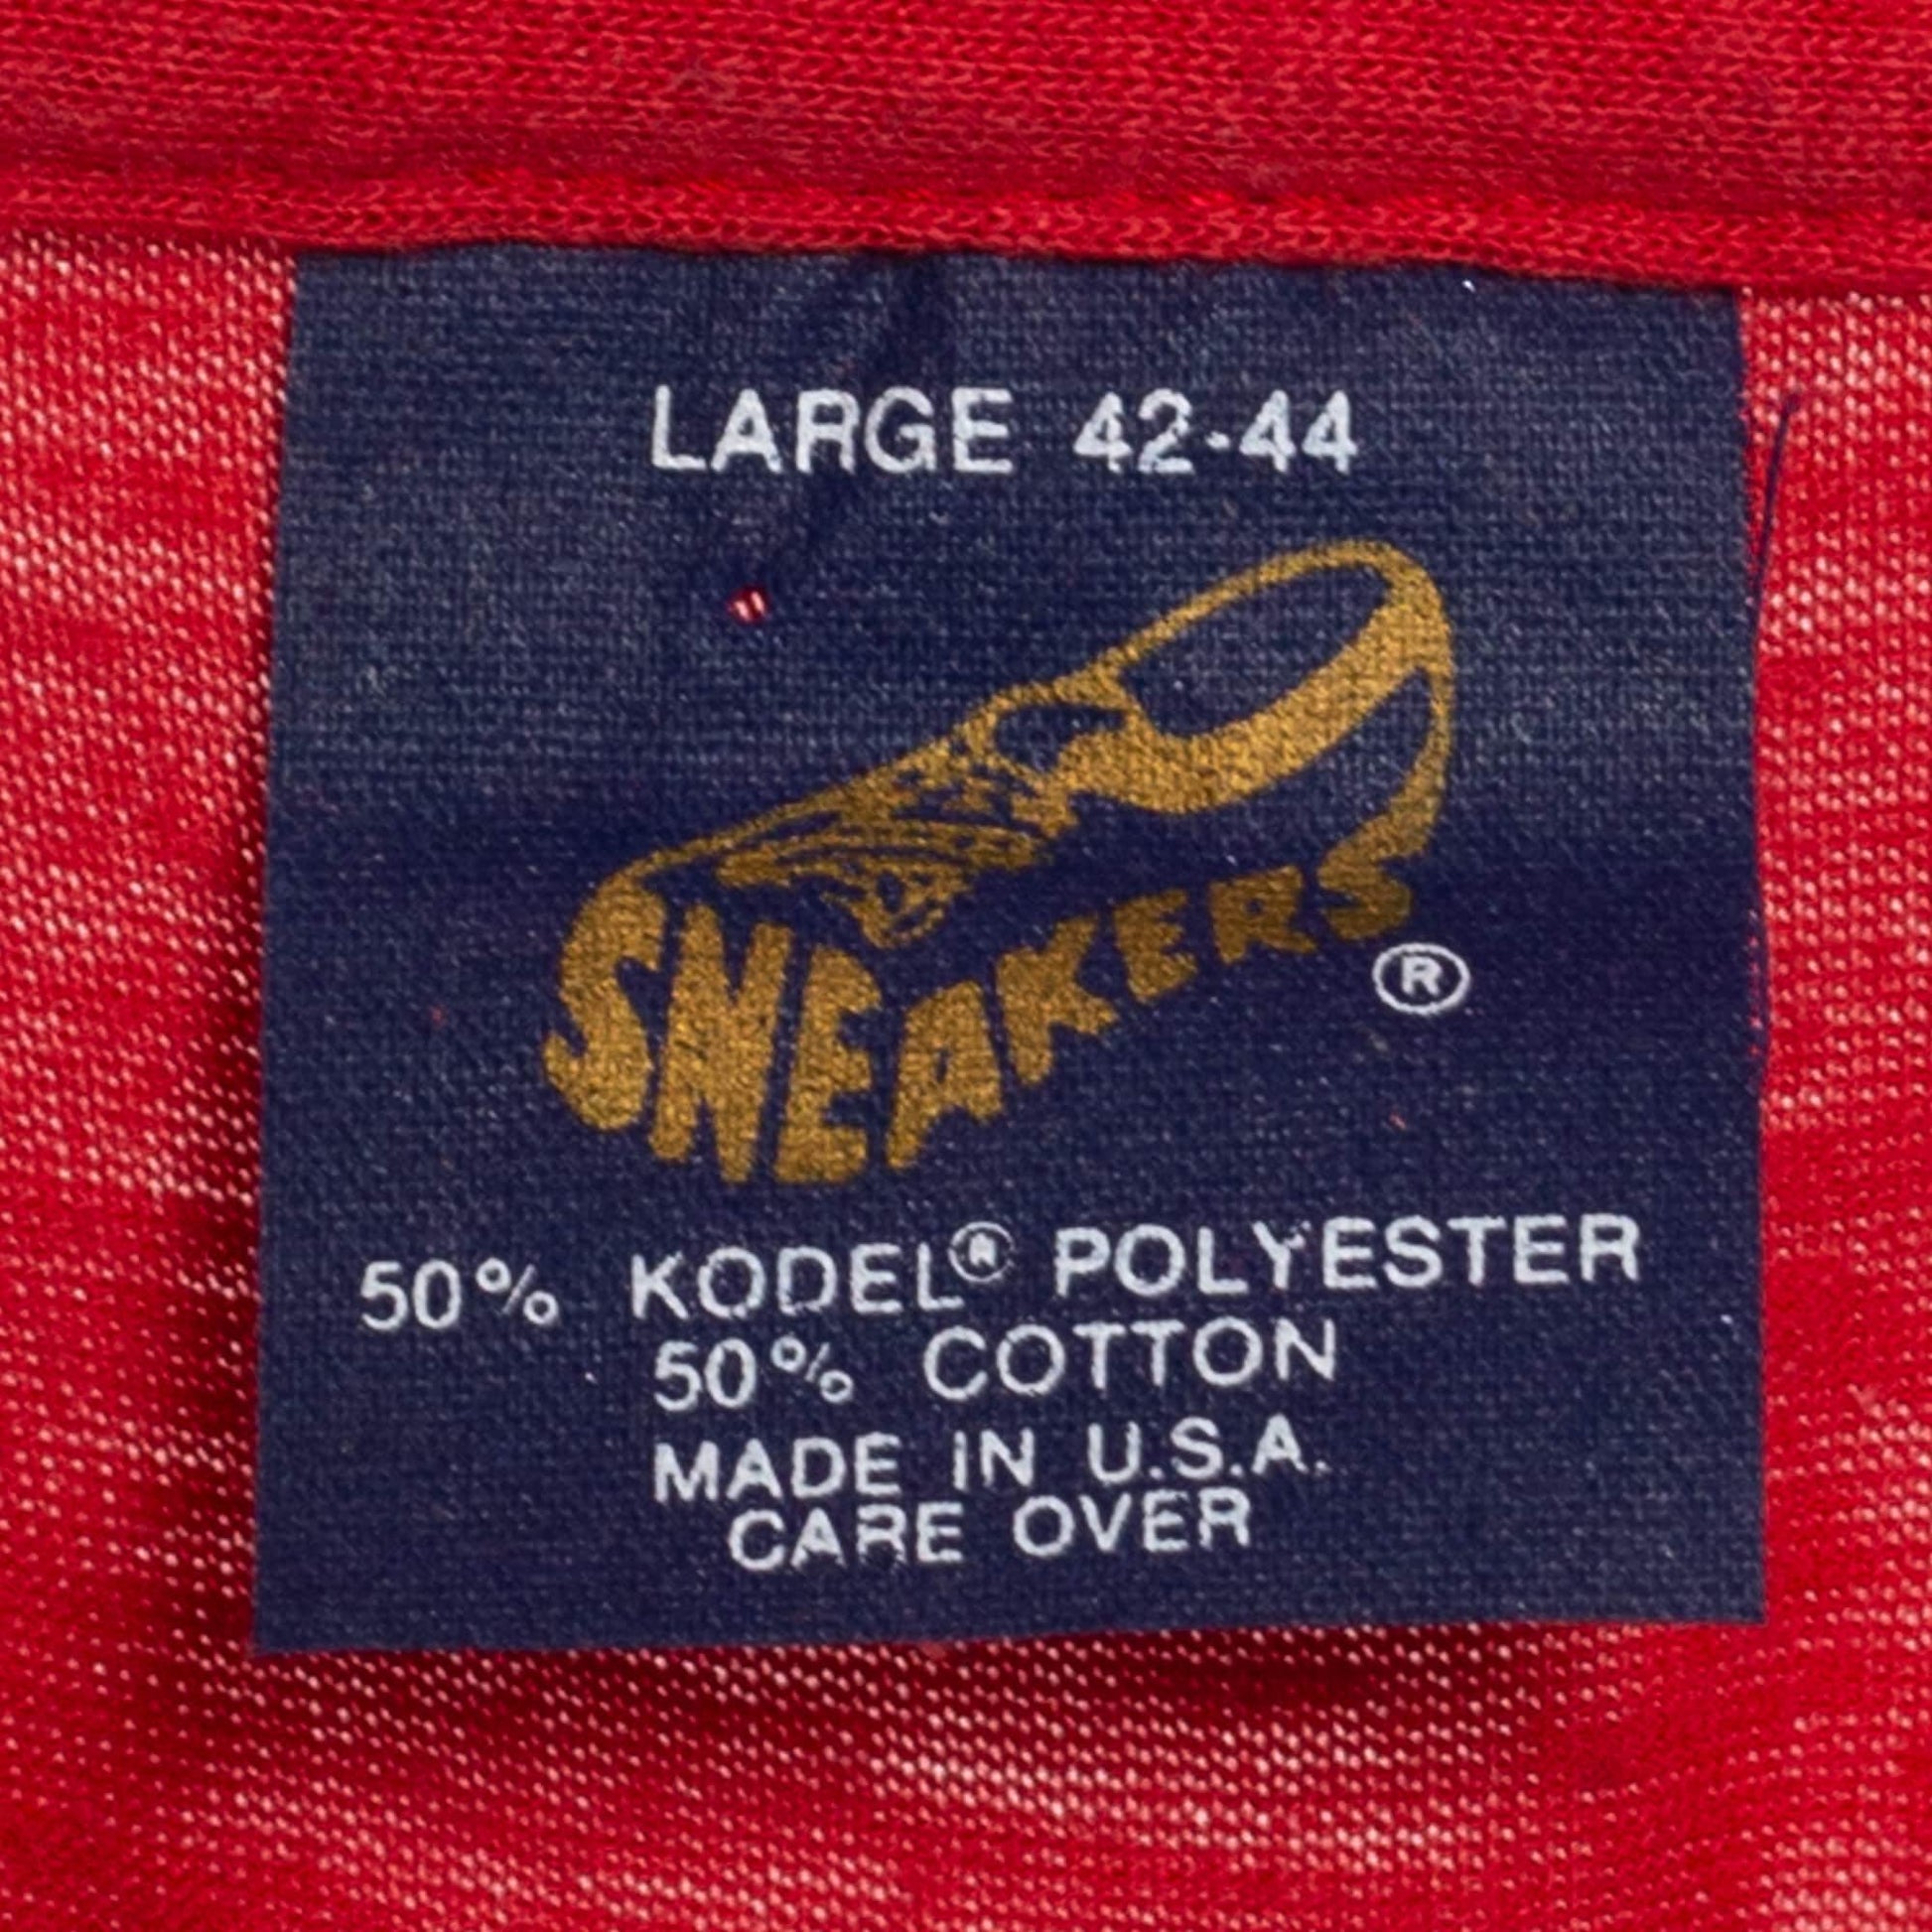 LARGE 42-44
SNEAKERS
®
50% KODEL® POLYESTER
50% COTTON
MADE IN U.S.A.
CARE OVER